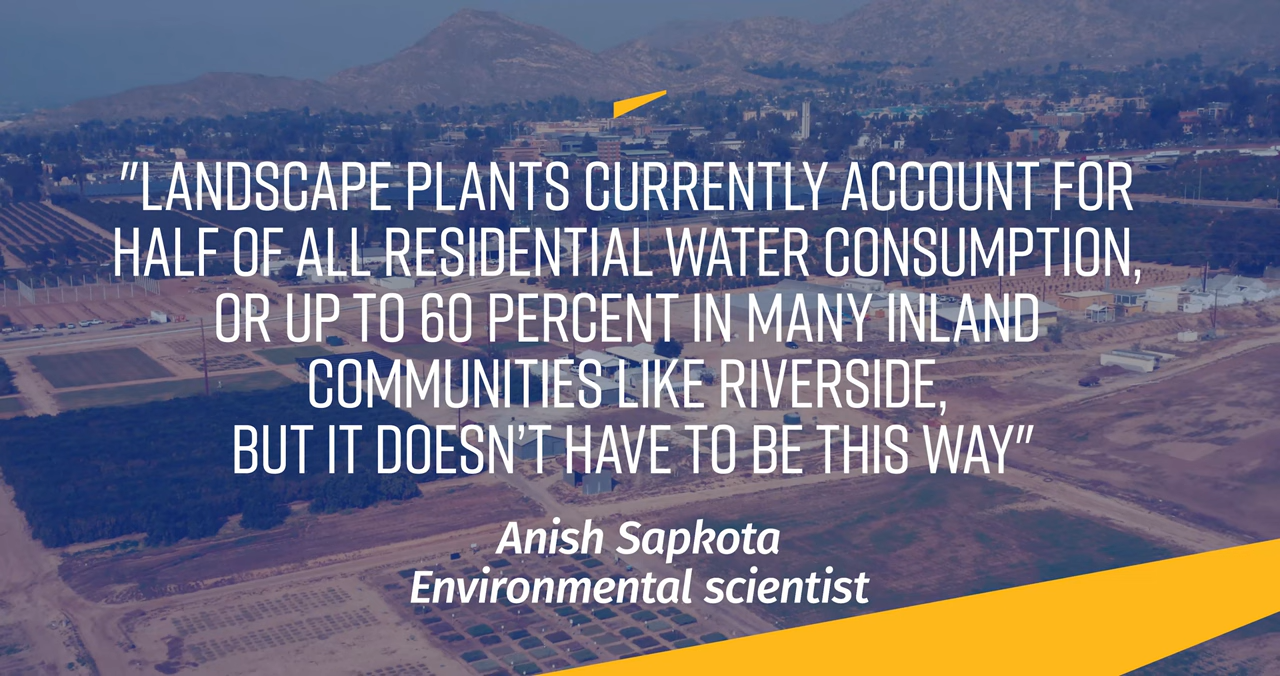 "LANDSCAPE PLANTS CURRENTLY ACCOUNT FOR
HALF OF ALL RESIDENTIAL WATER CONSUMPTION,
OR UP TO 60 PERCENT IN MANY INLAND
COMMUNITIES LIKE RIVERSIDE,
BUT IT DOESN’T HAVE TO BE THIS WAY"
Anish Sapkota
Environmental scientist